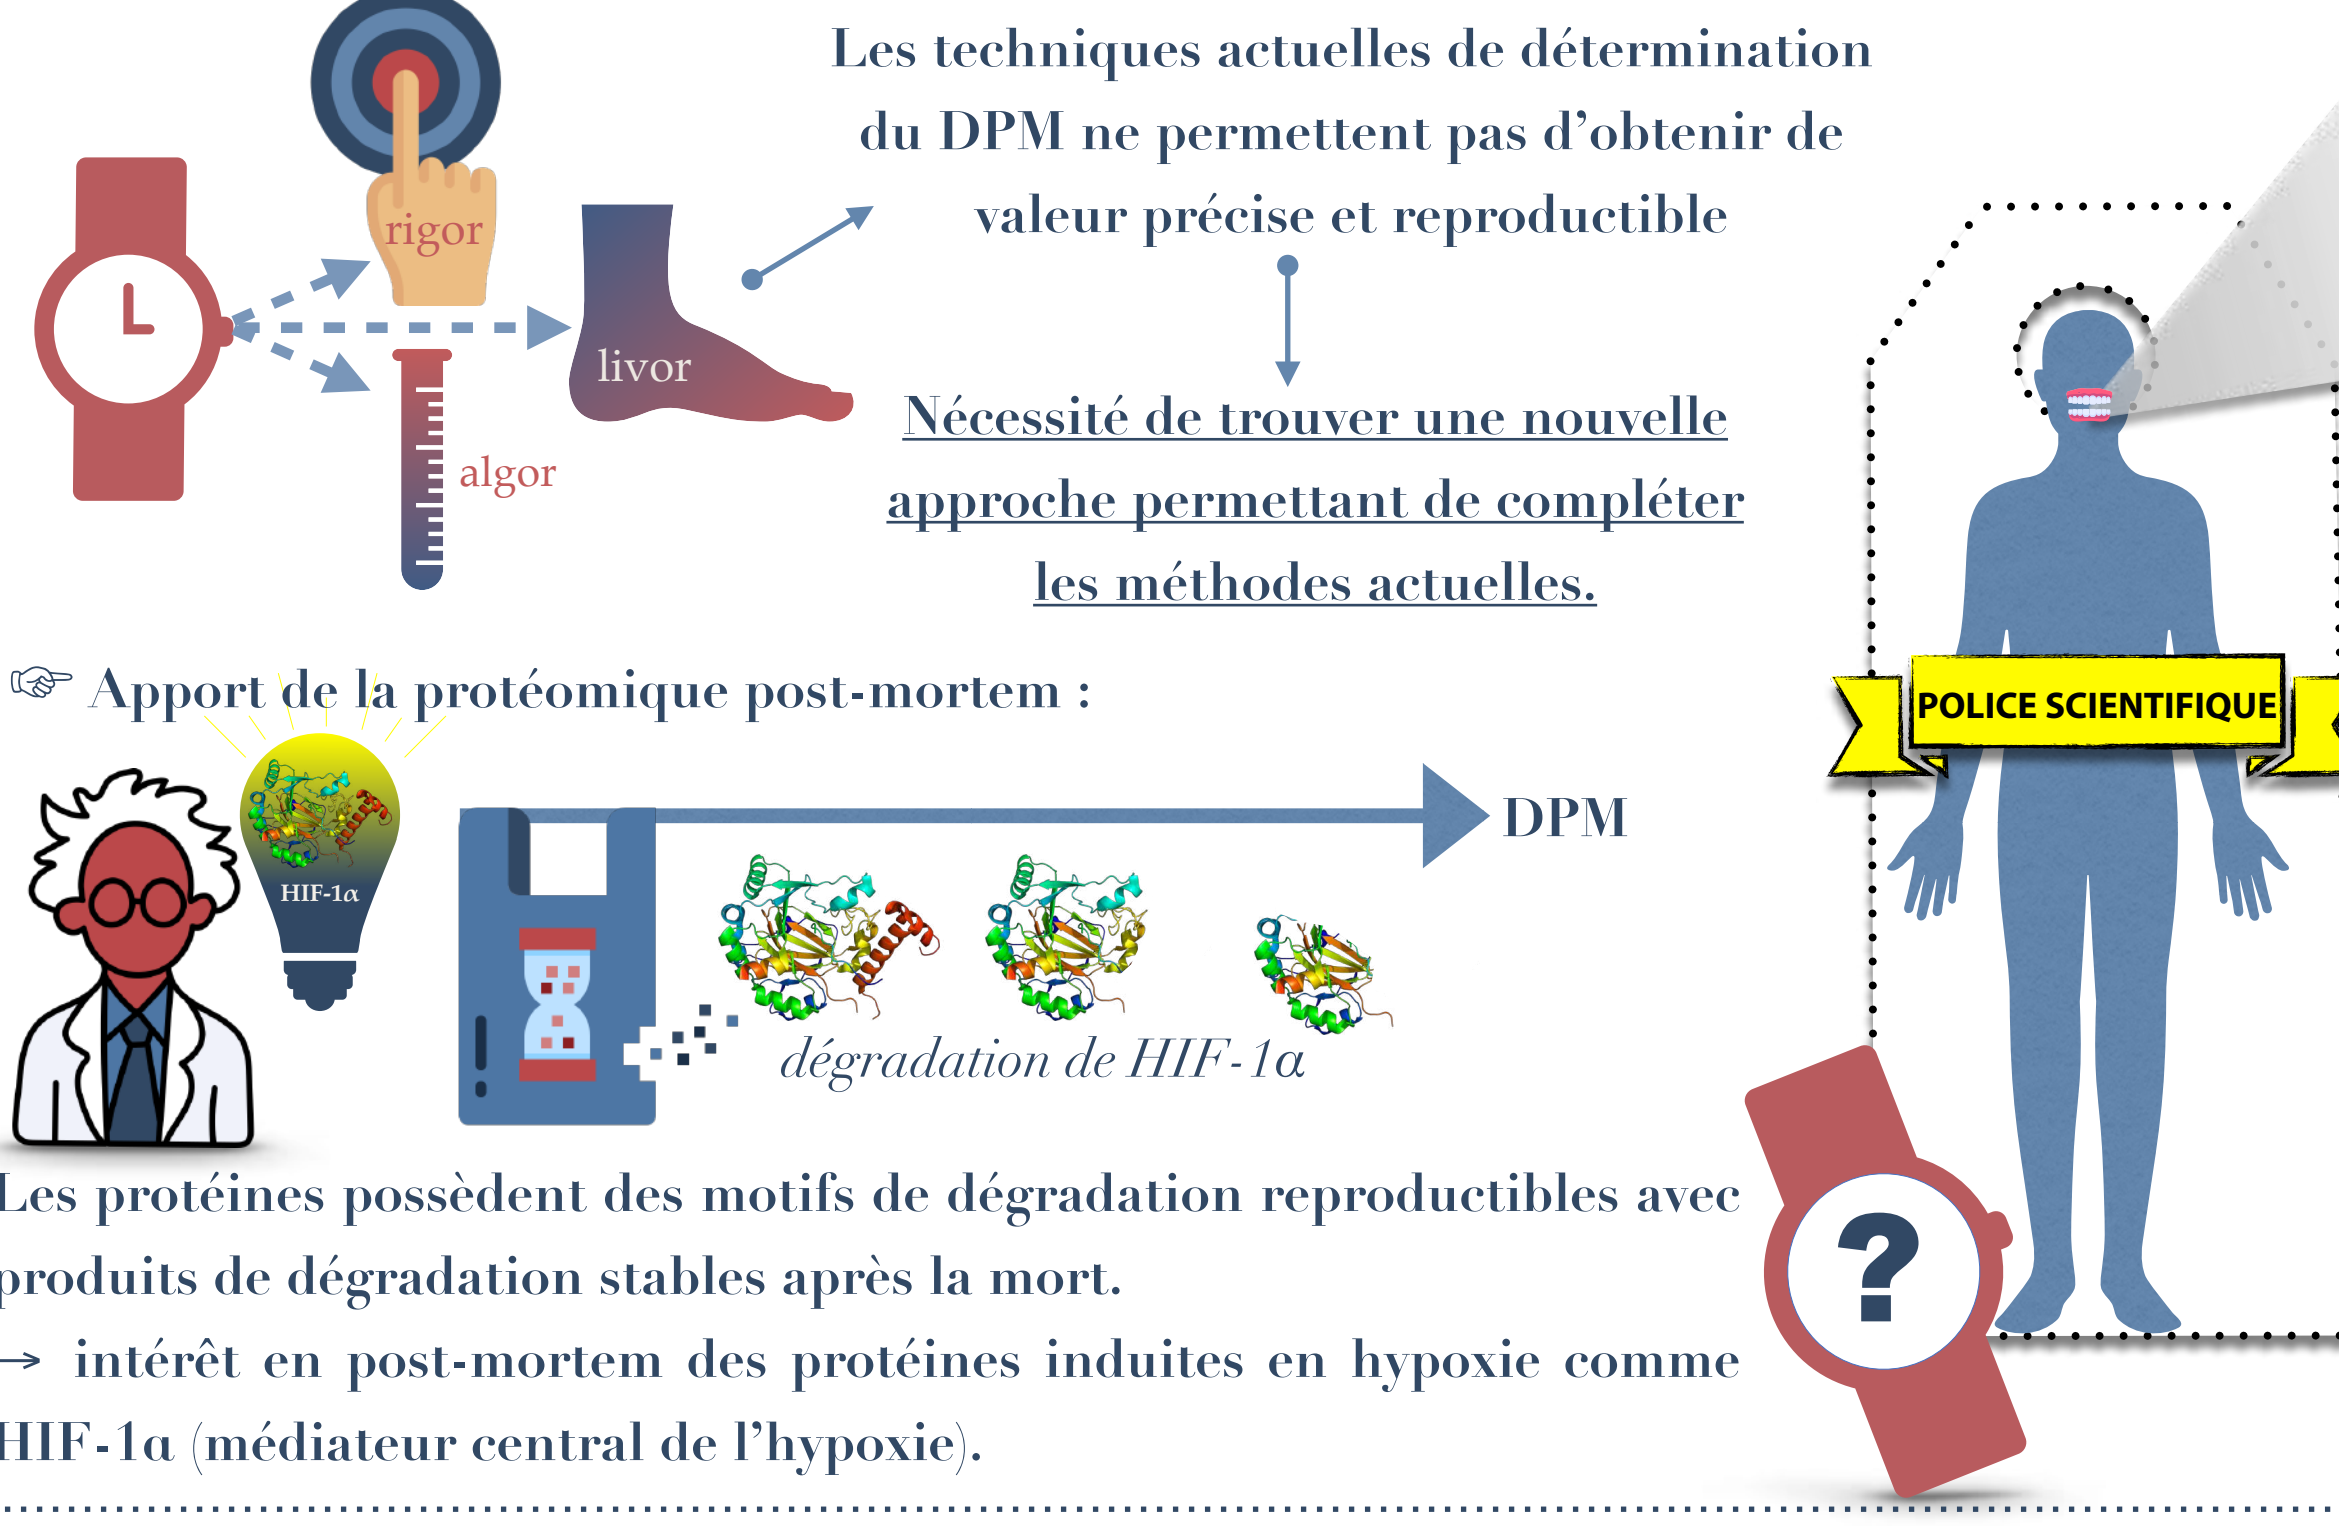 Les techniques actuelles de détermination
du DPM ne permettent pas d’obtenir de
valeur précise et reproductible
rigor
livor
algor
Nécessité de trouver une nouvelle
approche permettant de compléter
les méthodes actuelles.
☞ Apport de la protéomique post-mortem :
POLICE SCIENTIFIQUE
HIF-1α
DPM
dégradation de HIF-1α
Les protéines possèdent des motifs de dégradation reproductibles avec
produits de dégradation stables après la mort.
→ intérêt en post-mortem des protéines induites en hypoxie comme
HIF-1α (médiateur central de l’hypoxie).
?